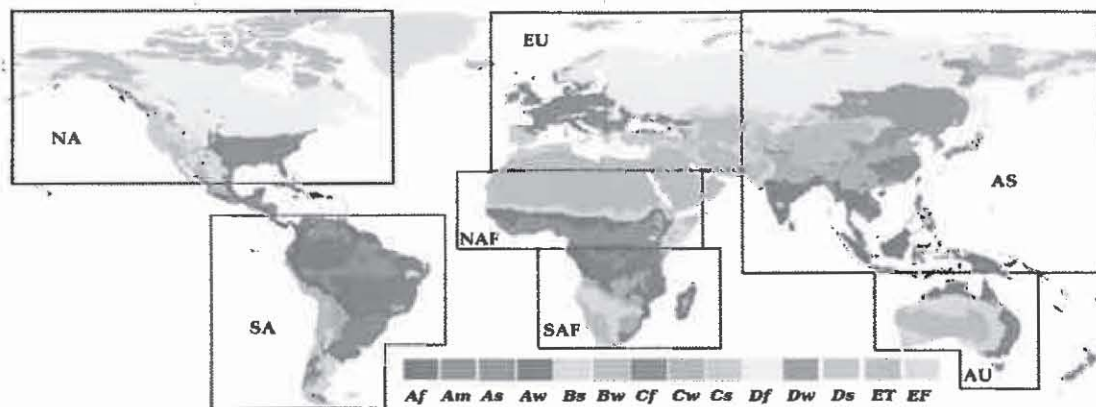 EU
NA
AS
NAF
SA
SAF
AU
Af Am As Aw Bs Bw Cf Cw Cs Df Dw Ds ET EF